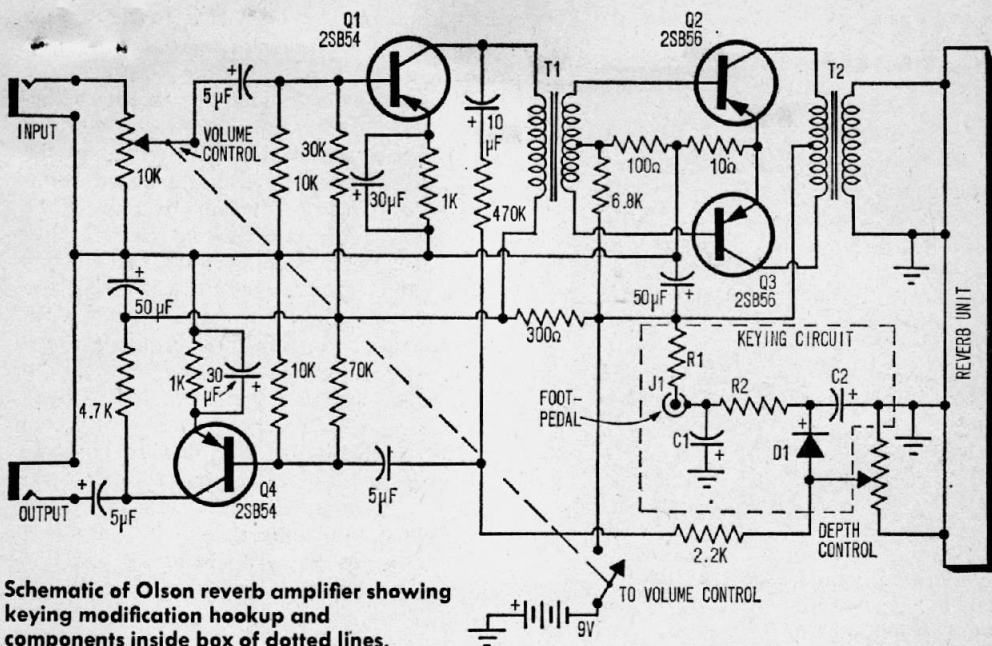 Q1
2SB54
Q2
2SB56
T1
T2
INPUT
5µF
VOLUME
CONTROL
10K
10K
30K
30µF
1K
10
µF
470K
100Ω
10Ω
6.8K
Q3
2SB56
50µF
50µF
300Ω
KEYING CIRCUIT
REVERB UNIT
R1
J1
FOOT-
PEDAL
R2
C2
C1
D1
4.7K
1K
30
µF
10K
70K
OUTPUT
5µF
Q4
2SB54
5µF
2.2K
DEPTH
CONTROL
TO VOLUME CONTROL
9V
Schematic of Olson reverb amplifier showing
keying modification hookup and
components inside box of dotted lines.